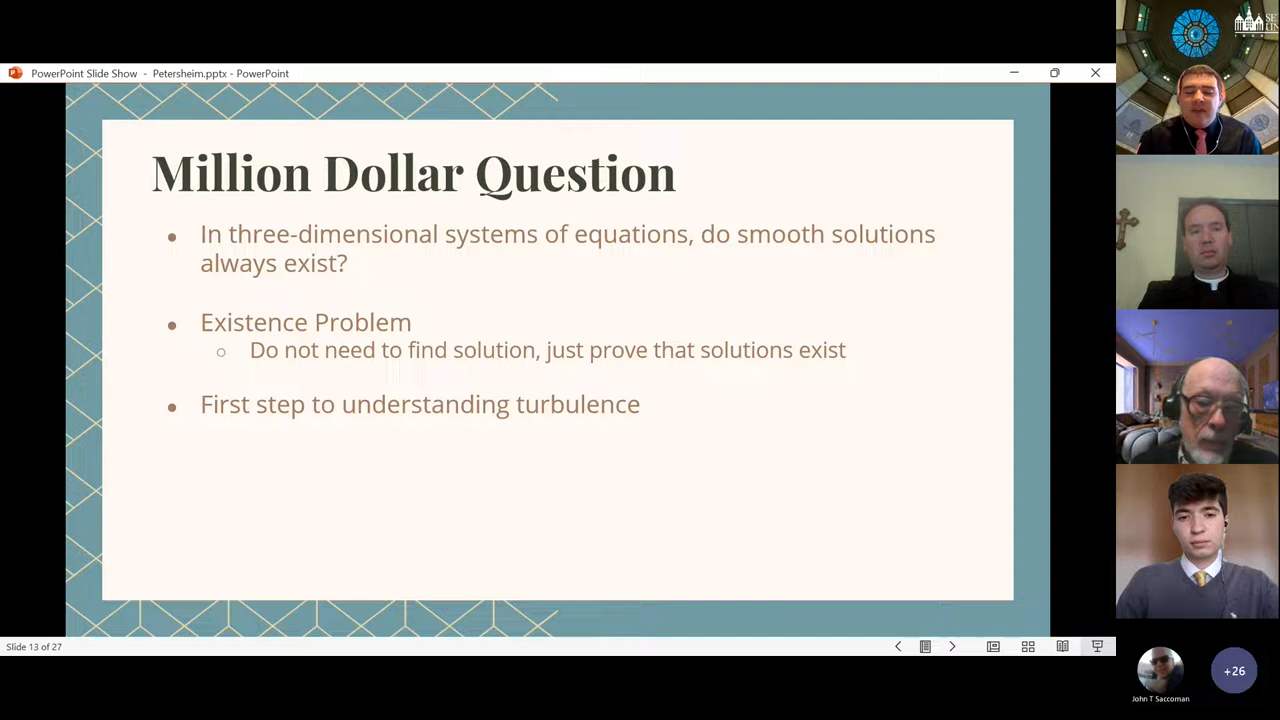 PowerPoint Slide Show - Petersheim.pptx - PowerPoint
Million Dollar Question
• In three-dimensional systems of equations, do smooth solutions
always exist?
• Existence Problem
○ Do not need to find solution, just prove that solutions exist
• First step to understanding turbulence
Slide 13 of 27
John T Saccoman
+26